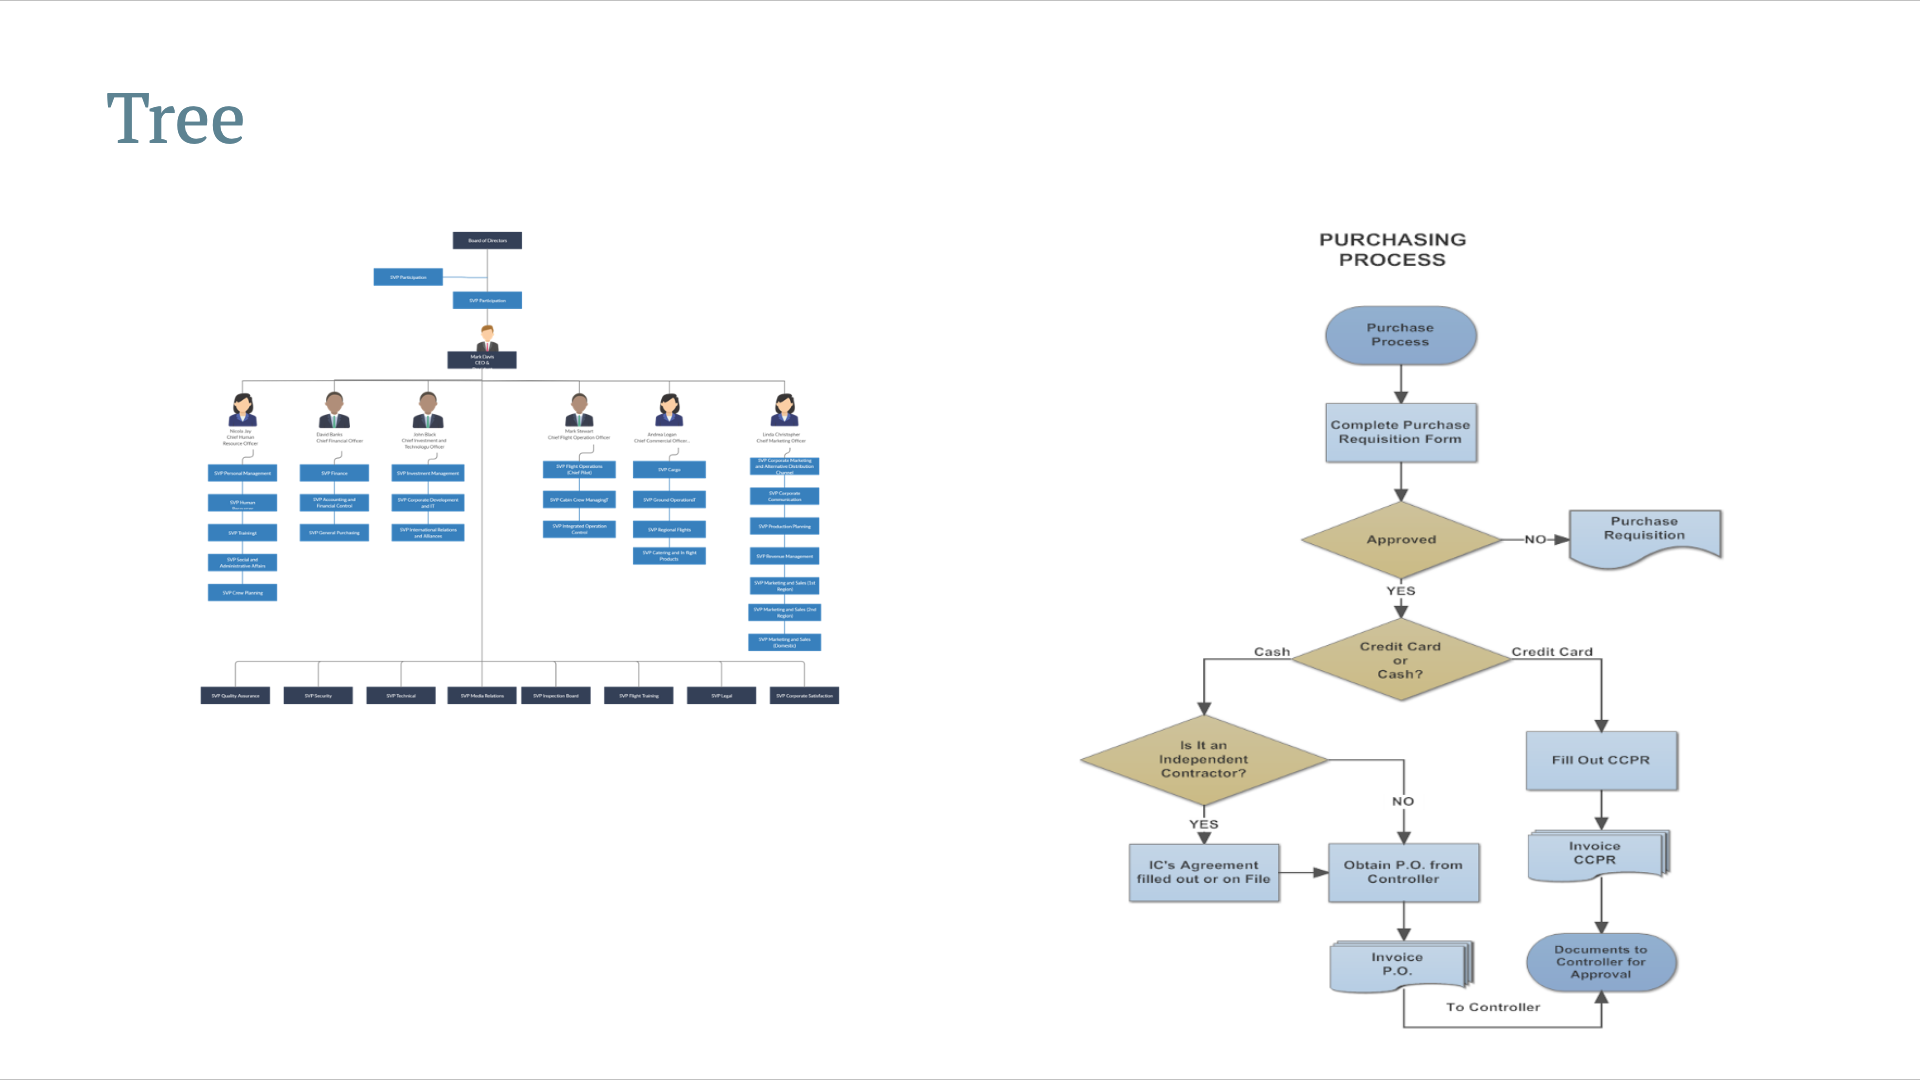 Tree
Board of Directors
SVP Participation
SVP Participation
Mark Davis
CEO &
Nicola Jay
Chief Human
Resource Officer
David Banks
Chief Financial Officer
John Black
Chief Investment and
Technologu Officer
Mark Stewart
Chief Flight Operation Officer
Andrea Logan
Chief Commercial Officer..
Linda Christopher
Chief Marketing Officer
SVP Personal Management
SVP Human
SVP Trainings
SVP Social and
Administrative Affairs
SVP Crew Planning
SVP Finance
SVP Accounting and
Financial Control
SVP General Purchasing
SVP Investment Management
SVP Corporate Development
and IT
SVP International Relations
and Alliances
SVP Flight Operations
(Chief Pilot)
SVP Cabin Crew Managing?
SVP Integrated Operation
Control
SVP Cargo
SVP Ground Operations?
SVP Regional Flights
SVP Catering and In flight
Products
SVP Corporate Marketing
and Alternative Distribution
Channel
SVP Corporate
Communication
SVP Production Planning
SVP Revenue Management
SVP Marketing and Sales (1st
Region)
SVP Marketing and Sales (2nd
Region)
SVP Marketing and Sales
(Domestic)
SVP Quality Assurance
SVP Security
SVP Technical
SVP Media Relations
SVP Inspection Board
SVP Flight Training
SVP Legal
SVP Corporate Satisfaction
PURCHASING
PROCESS
Purchase
Process
Complete Purchase
Requisition Form
Approved
NO
Purchase
Requisition
YES
Cash
Credit Card
or
Cash?
Credit Card
Is It an
Independent
Contractor?
Fill Out CCPR
NO
YES
Invoice
CCPR
IC's Agreement
filled out or on File
Obtain P.O. from
Controller
Invoice
P.O.
Documents to
Controller for
Approval
To Controller